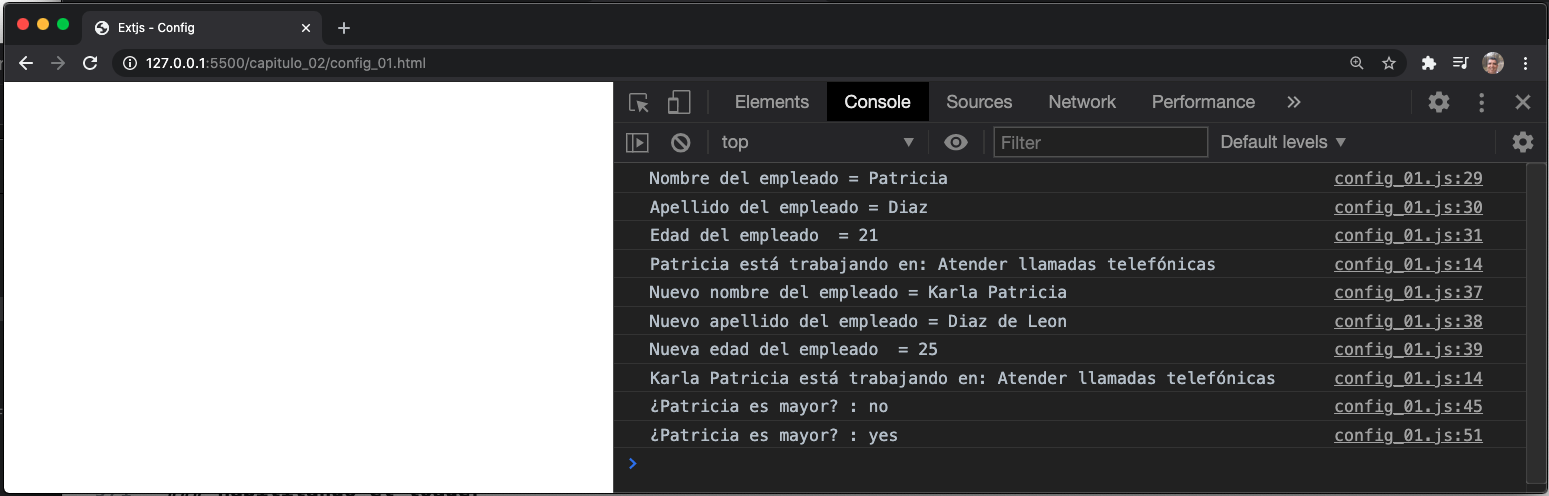 Extjs - Config
127.0.0.1:5500/capitulo_02/config_01.html
Elements Console Sources Network Performance
top Filter Default levels
Nombre del empleado = Patricia config_01.js:29
Apellido del empleado = Diaz config_01.js:30
Edad del empleado  = 21 config_01.js:31
Patricia está trabajando en: Atender llamadas telefónicas config_01.js:14
Nuevo nombre del empleado = Karla Patricia config_01.js:37
Nuevo apellido del empleado = Diaz de Leon config_01.js:38
Nueva edad del empleado  = 25 config_01.js:39
Karla Patricia está trabajando en: Atender llamadas telefónicas config_01.js:14
¿Patricia es mayor? : no config_01.js:45
¿Patricia es mayor? : yes config_01.js:51